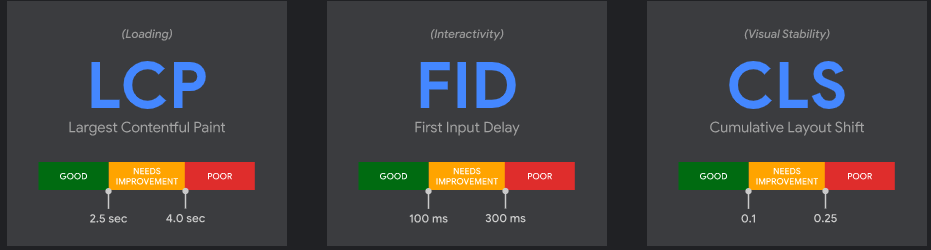 (Loading)
LCP
Largest Contentful Paint
GOOD
NEEDS
IMPROVEMENT
POOR
2.5 sec
4.0 sec
(Interactivity)
FID
First Input Delay
GOOD
NEEDS
IMPROVEMENT
POOR
100 ms
300 ms
(Visual Stability)
CLS
Cumulative Layout Shift
GOOD
NEEDS
IMPROVEMENT
POOR
0.1
0.25